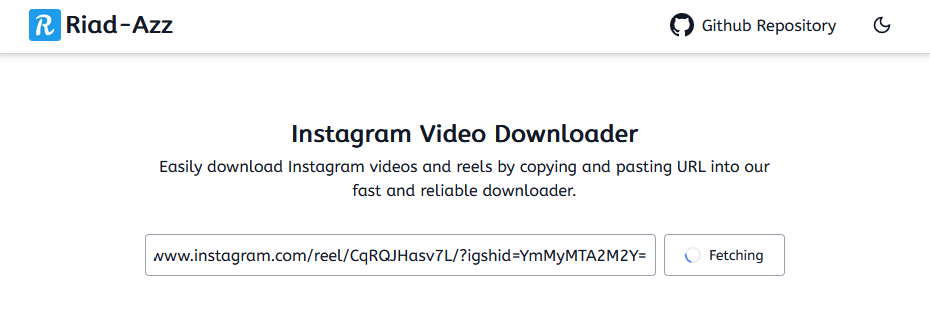 R Riad-Azz
Github Repository
Instagram Video Downloader
Easily download Instagram videos and reels by copying and pasting URL into our
fast and reliable downloader.
www.instagram.com/reel/CqRQJHasv7L/?igshid=YmMyMTA2M2Y=
Fetching